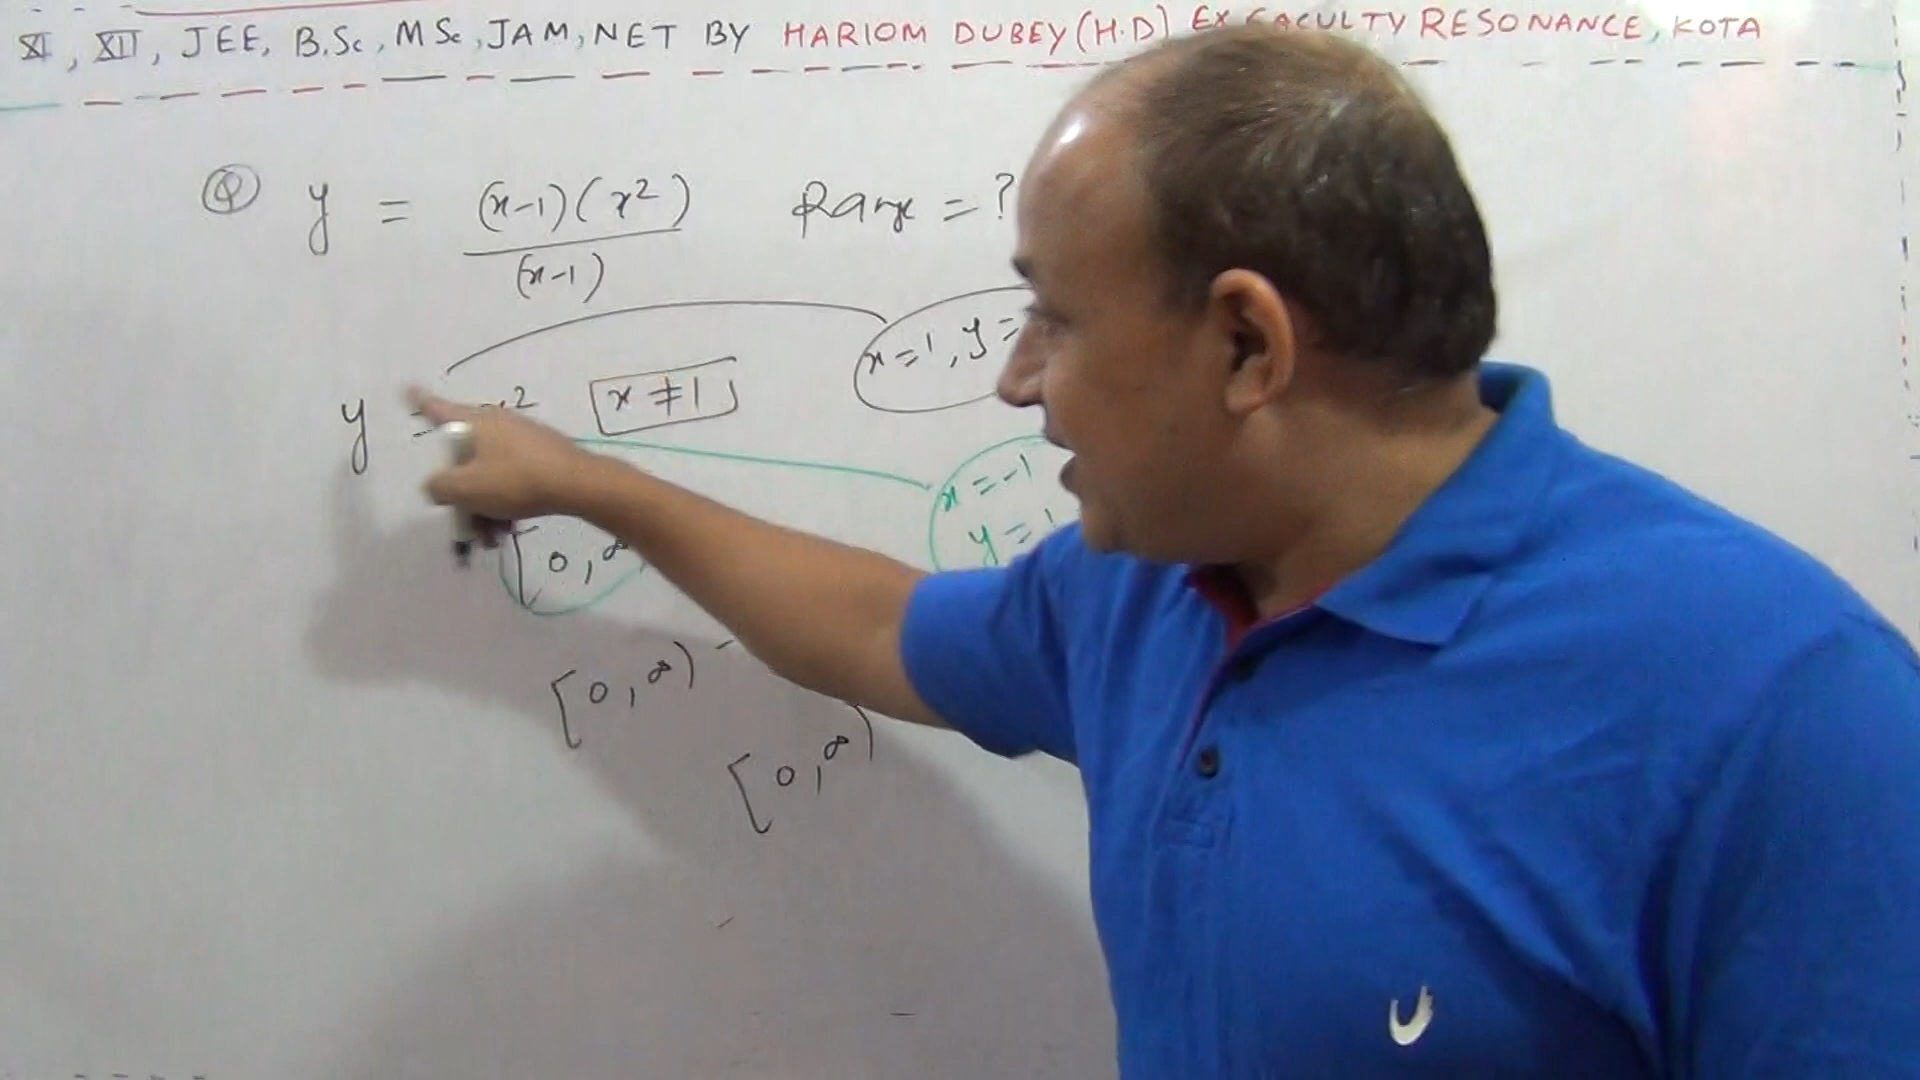 XI, XII, JEE, B.Sc, MSc, JAM, NET BY HARIOM DUBEY (H.D) EX FACULTY RESONANCE, KOTA
Q y = (x-1)(x²) Range = ?
(x-1)
x=1, y=
y = x² x ≠ 1
x=-1
y=1
[0, ∞
[0, ∞) -
[0, ∞)